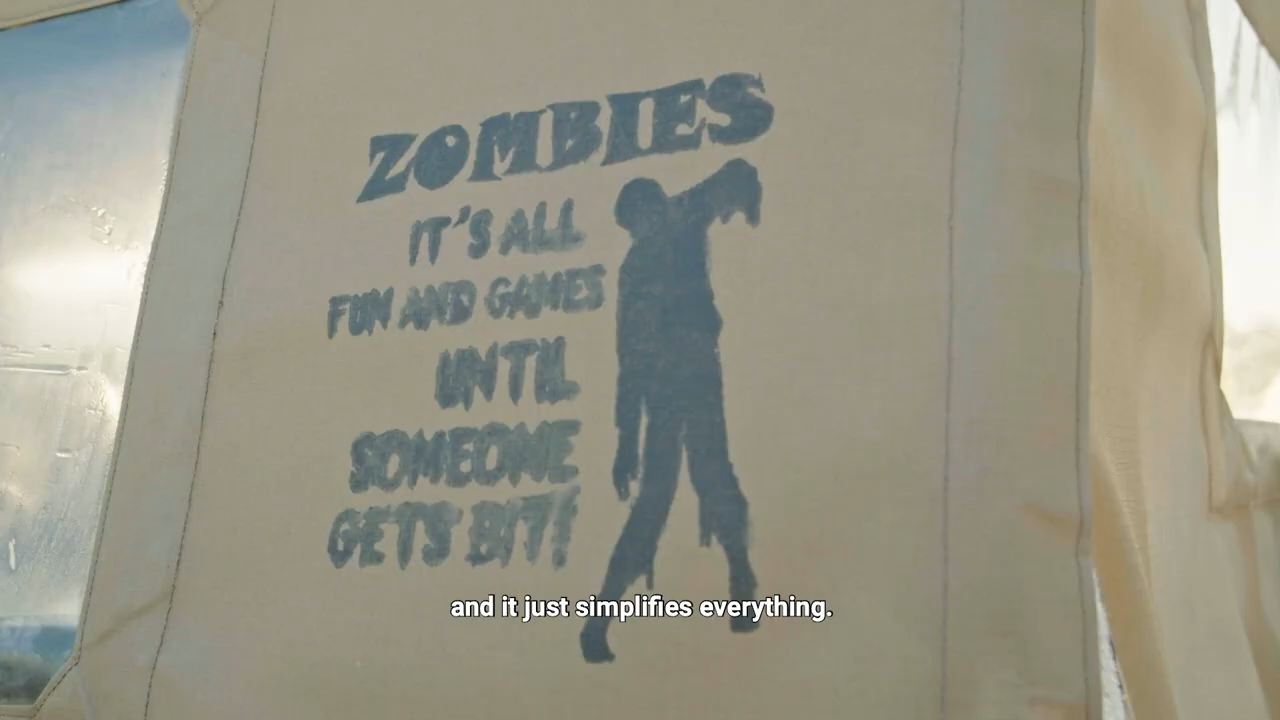 ZOMBIES
IT'S ALL
FUN AND GAMES
UNTIL
SOMEONE
GETS BIT!
and it just simplifies everything.